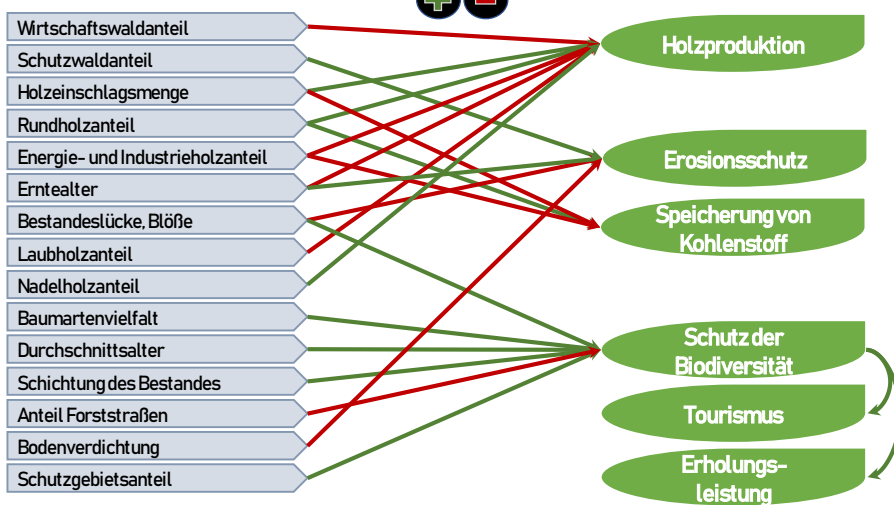 Wirtschaftswaldanteil
Schutzwaldanteil
Holzeinschlagsmenge
Rundholzanteil
Energie- und Industrieholzanteil
Erntealter
Bestandeslücke, Blöße
Laubholzanteil
Nadelholzanteil
Baumartenvielfalt
Durchschnittsalter
Schichtung des Bestandes
Anteil Forststraßen
Bodenverdichtung
Schutzgebietsanteil
Holzproduktion
Erosionsschutz
Speicherung von
Kohlenstoff
Schutz der
Biodiversität
Tourismus
Erholungs-
leistung